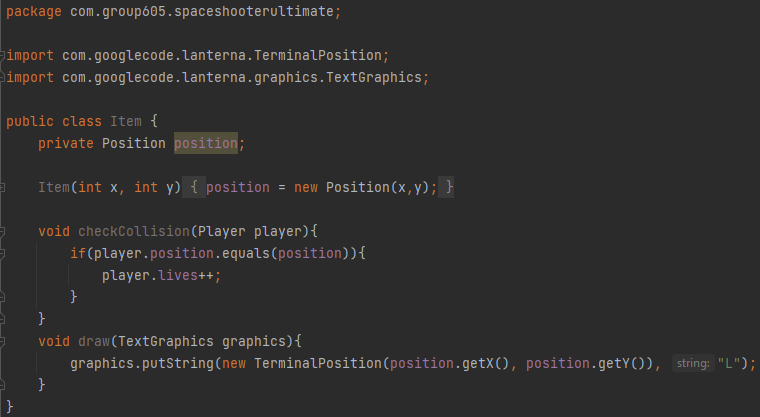 package com.group605.spaceshooterultimate;
import com.googlecode.lanterna.TerminalPosition;
import com.googlecode.lanterna.graphics.TextGraphics;
public class Item {
private Position position;
Item(int x, int y) { position = new Position(x,y); }
void checkCollision(Player player){
if(player.position.equals(position)){
player.lives++;
}
}
void draw(TextGraphics graphics){
graphics.putString(new TerminalPosition(position.getX(), position.getY()), string: "L");
}
}